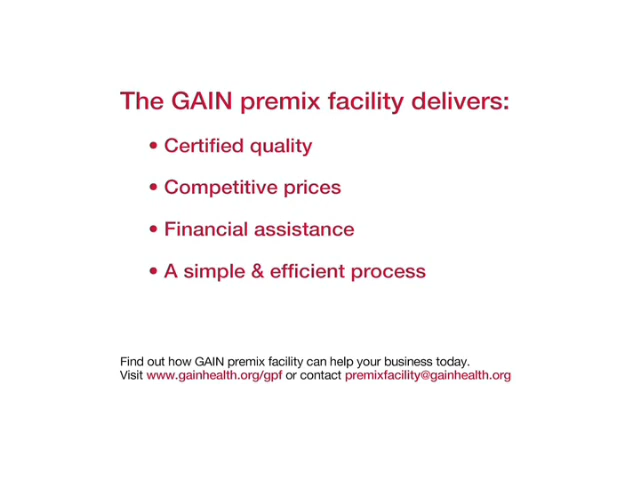 The GAIN premix facility delivers:
• Certified quality
• Competitive prices
• Financial assistance
• A simple & efficient process
Find out how GAIN premix facility can help your business today.
Visit www.gainhealth.org/gpf or contact premixfacility@gainhealth.org